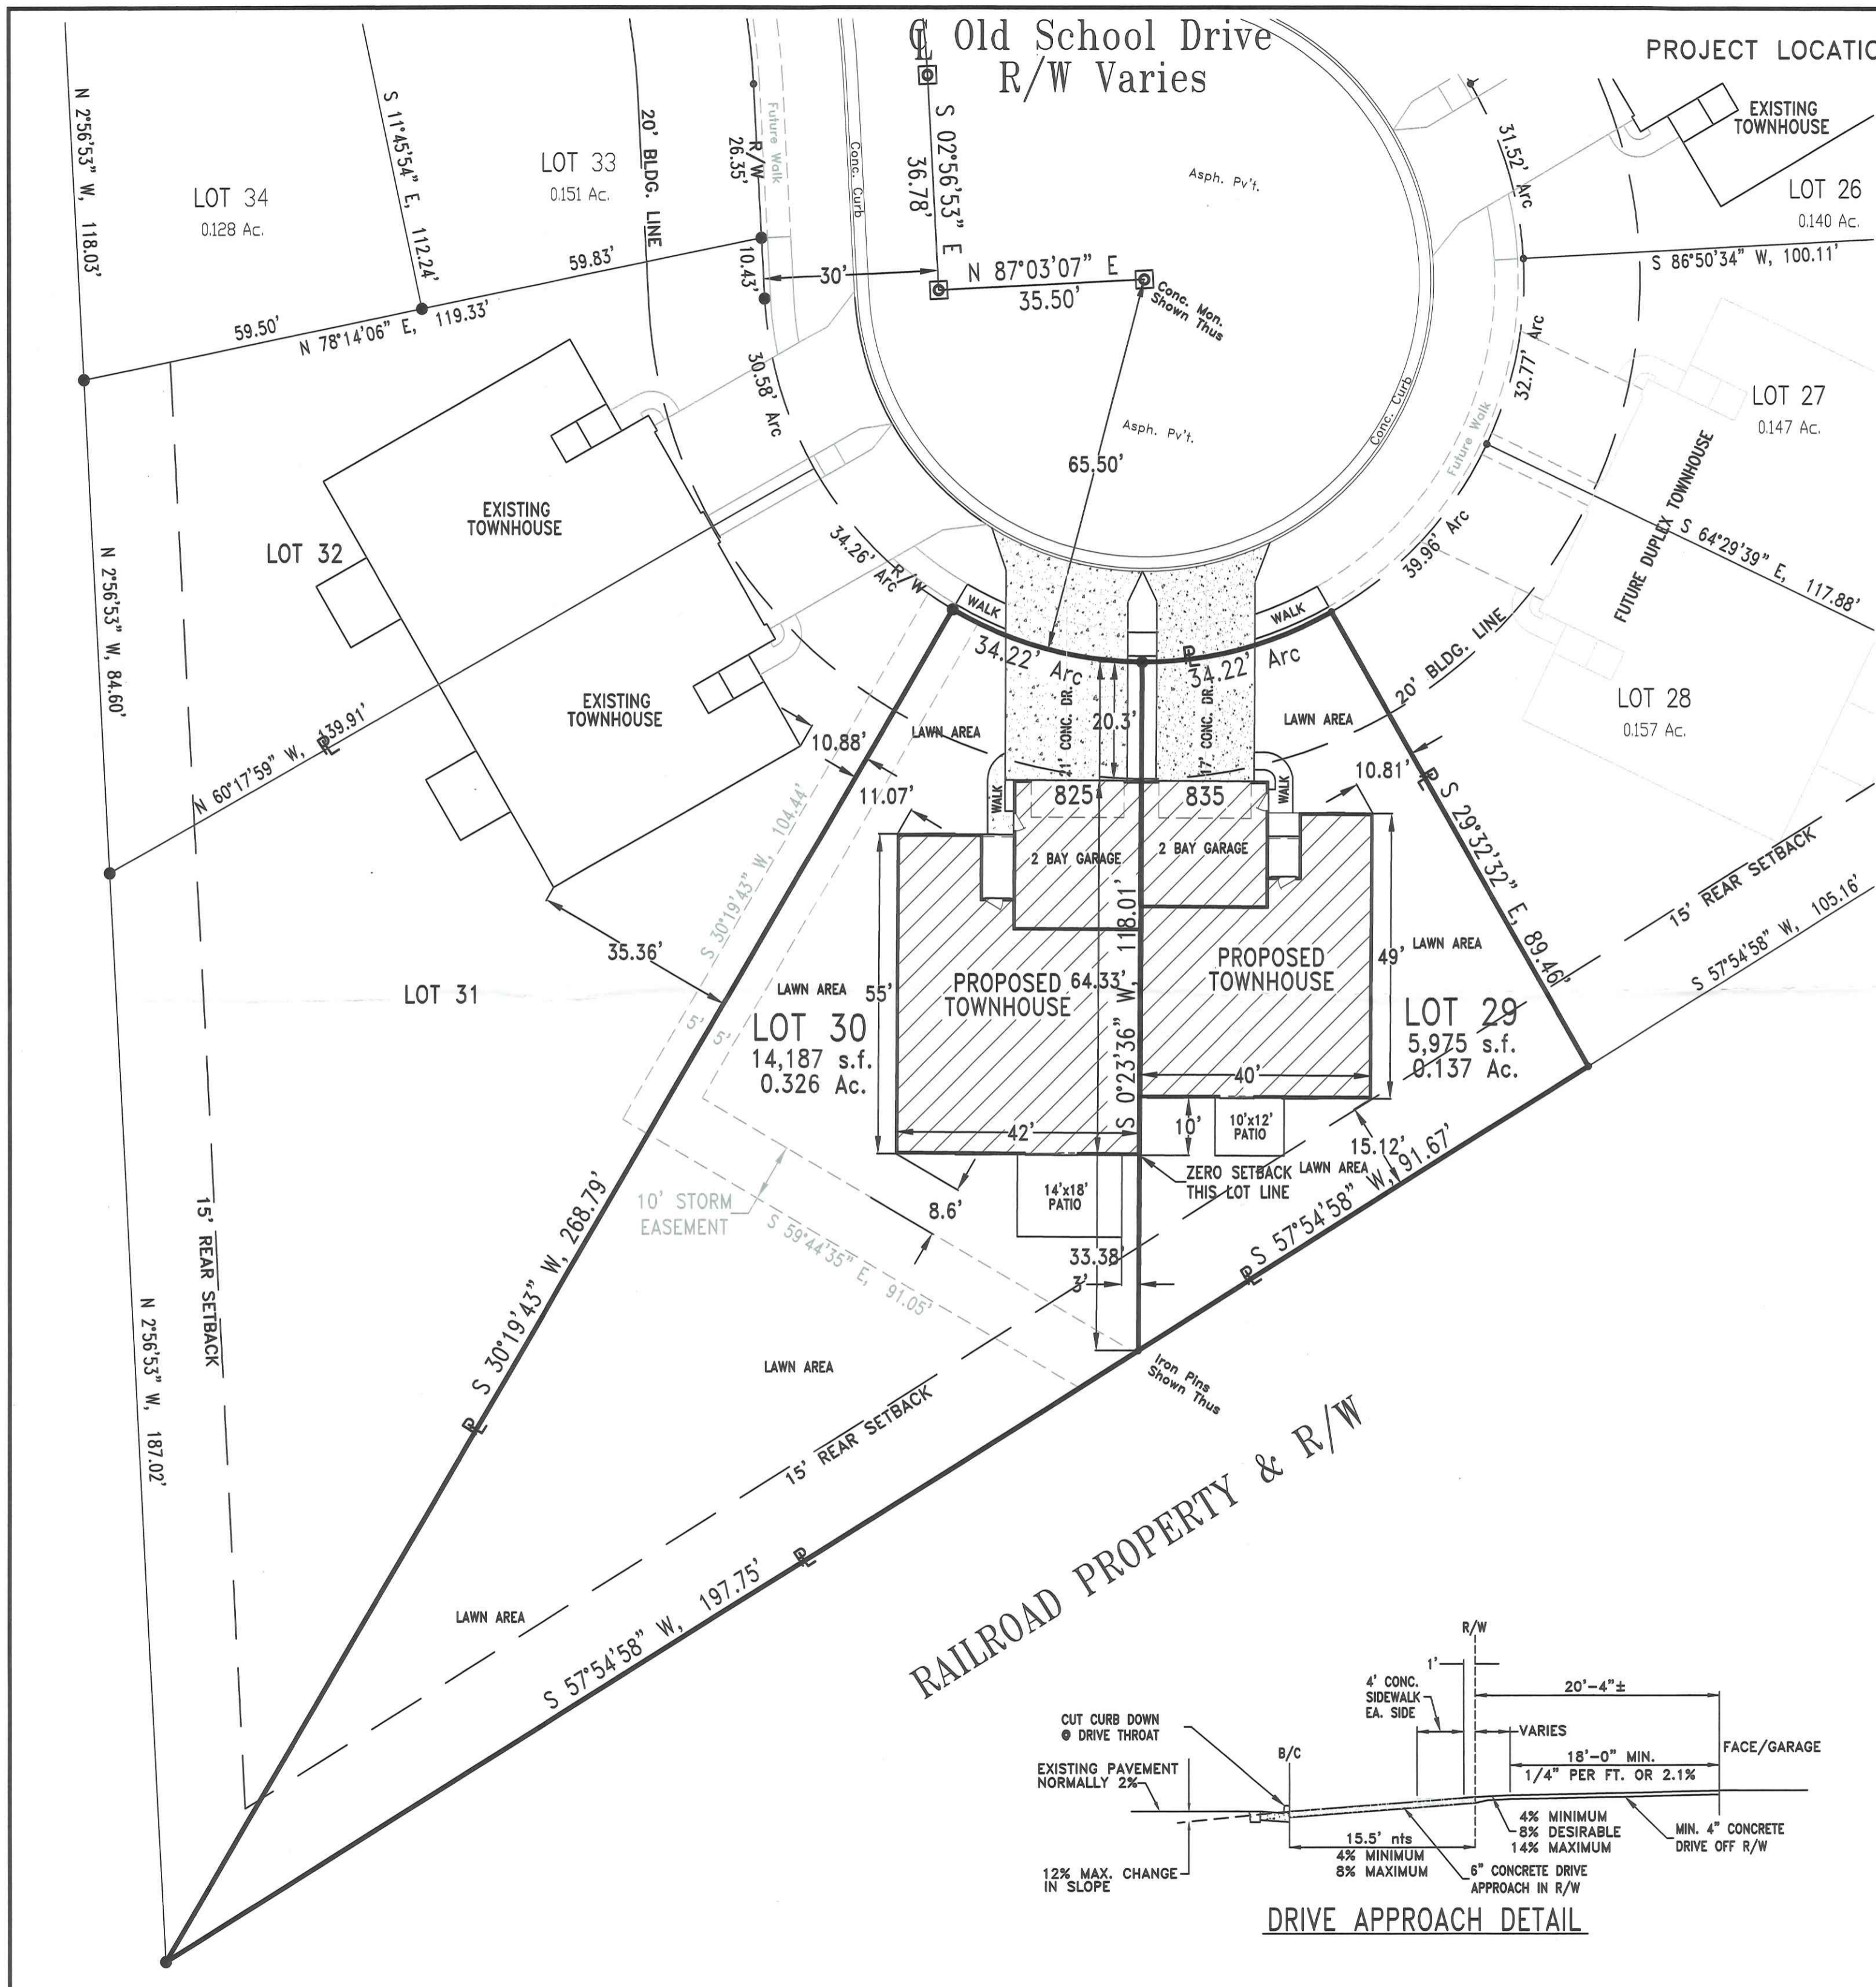 ℄ Old School Drive
R/W Varies
PROJECT LOCATIO
N 2°56'53" W, 118.03'
S 11°45'54" E, 112.24'
LOT 34
0.128 Ac.
LOT 33
0.151 Ac.
20' BLDG. LINE
R/W
26.35'
Future Walk
Conc. Curb
S 02°56'53" E
36.78'
Asph. Pv't.
31.52' Arc
EXISTING
TOWNHOUSE
LOT 26
0.140 Ac.
S 86°50'34" W, 100.11'
59.83'
10.43'
30'
N 87°03'07" E
35.50'
Conc. Mon.
Shown Thus
59.50'
N 78°14'06" E, 119.33'
30.58' Arc
32.77' Arc
Conc. Curb
Future Walk
LOT 27
0.147 Ac.
Asph. Pv't.
65.50'
EXISTING
TOWNHOUSE
LOT 32
34.26' Arc
R/W
39.96' Arc
S 64°29'39" E, 117.88'
FUTURE DUPLEX TOWNHOUSE
N 2°56'53" W, 84.60'
WALK
WALK
34.22' Arc
34.22' Arc
PL
20' BLDG. LINE
LOT 28
0.157 Ac.
EXISTING
TOWNHOUSE
N 60°17'59" W, 139.91'
PL
10.88'
11.07'
LAWN AREA
21' CONC. DR.
20.3'
17' CONC. DR.
LAWN AREA
10.81'
PL
S 29°32'32" E, 89.46'
WALK
825
835
WALK
2 BAY GARAGE
2 BAY GARAGE
S 30°19'43" W, 104.44'
15' REAR SETBACK
S 57°54'58" W, 105.16'
35.36'
LOT 31
LAWN AREA
55'
PROPOSED
TOWNHOUSE
64.33'
S 0°23'36" W, 118.01'
PROPOSED
TOWNHOUSE
49'
LAWN AREA
5'
5'
LOT 30
14,187 s.f.
0.326 Ac.
LOT 29
5,975 s.f.
0.137 Ac.
40'
42'
10'
10'x12'
PATIO
15.12'
ZERO SETBACK
THIS LOT LINE
LAWN AREA
S 57°54'58" W, 91.67'
PL
8.6'
14'x18'
PATIO
10' STORM
EASEMENT
S 59°44'35" E, 91.05'
33.38'
3'
15' REAR SETBACK
N 2°56'53" W, 187.02'
S 30°19'43" W, 268.79'
PL
LAWN AREA
Iron Pins
Shown Thus
15' REAR SETBACK
RAILROAD PROPERTY & R/W
LAWN AREA
S 57°54'58" W, 197.75'
PL
R/W
1'
4' CONC.
SIDEWALK
EA. SIDE
20'-4"±
VARIES
CUT CURB DOWN
@ DRIVE THROAT
B/C
18'-0" MIN.
1/4" PER FT. OR 2.1%
FACE/GARAGE
EXISTING PAVEMENT
NORMALLY 2%
15.5' nts
4% MINIMUM
8% MAXIMUM
4% MINIMUM
8% DESIRABLE
14% MAXIMUM
MIN. 4" CONCRETE
DRIVE OFF R/W
12% MAX. CHANGE
IN SLOPE
6" CONCRETE DRIVE
APPROACH IN R/W
DRIVE APPROACH DETAIL